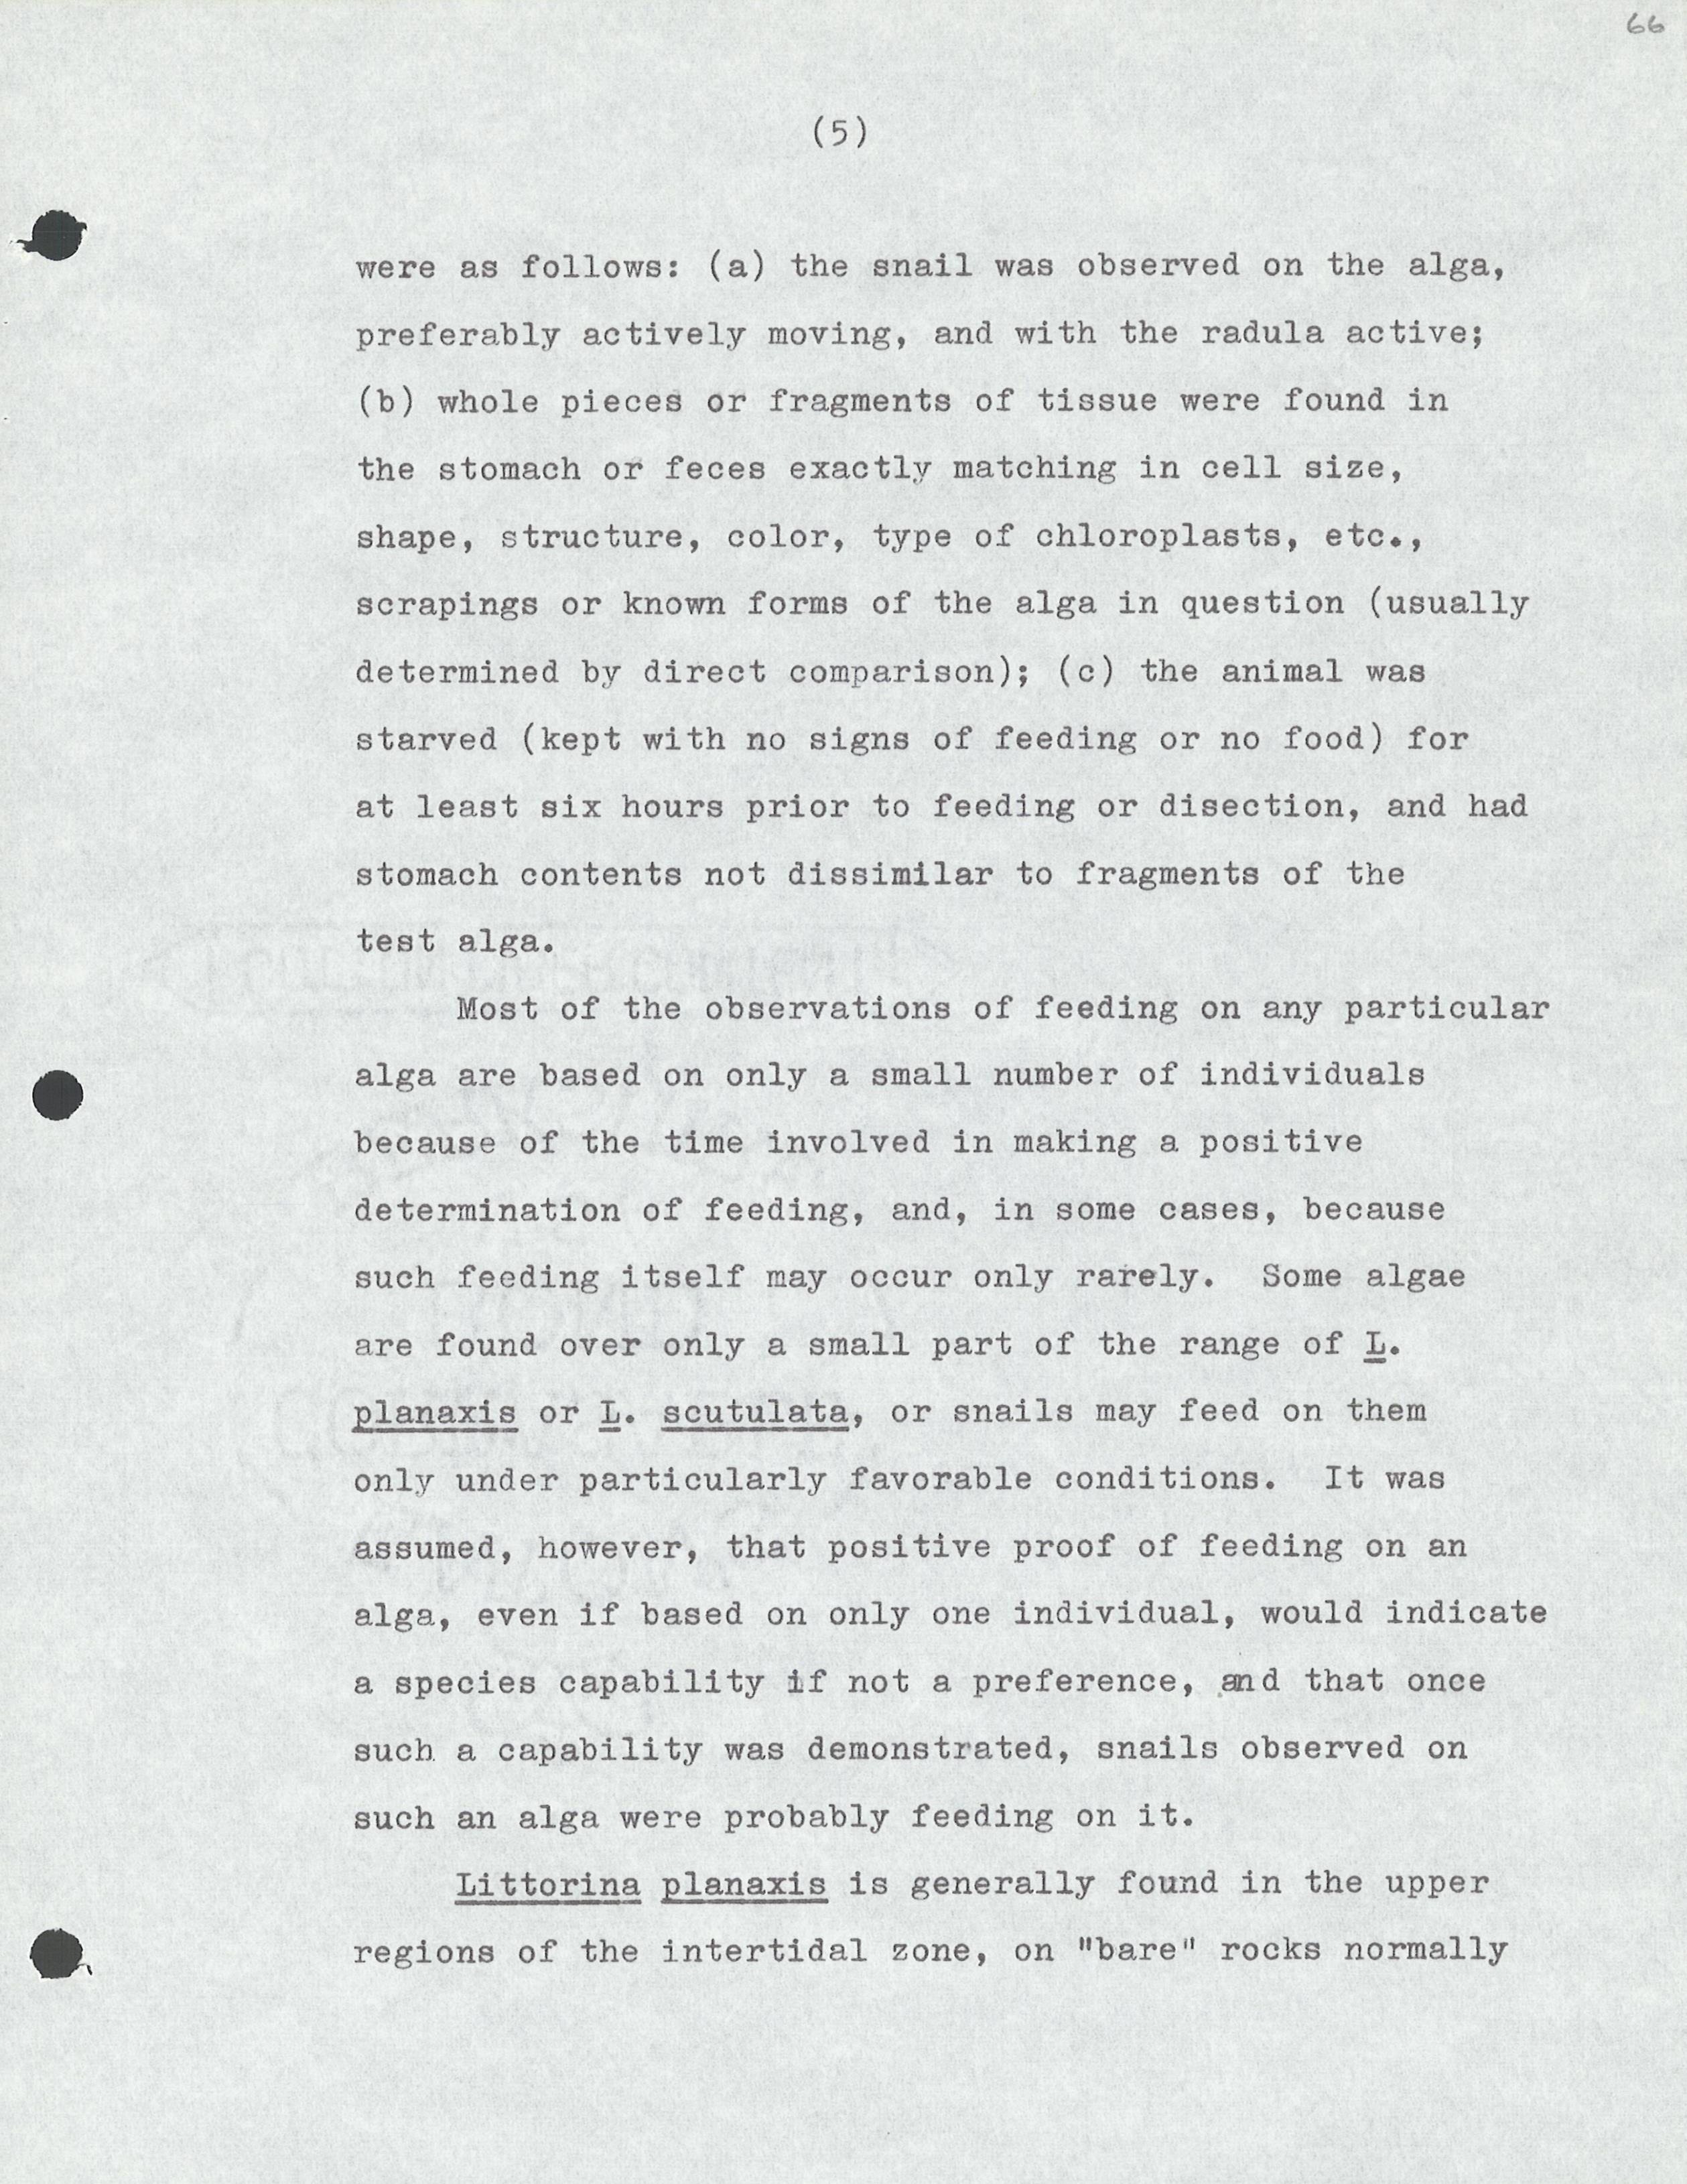 66
(5)
were as follows: (a) the snail was observed on the alga,
preferably actively moving, and with the radula active;
(b) whole pieces or fragments of tissue were found in
the stomach or feces exactly matching in cell size,
shape, structure, color, type of chloroplasts, etc.,
scrapings or known forms of the alga in question (usually
determined by direct comparison); (c) the animal was
starved (kept with no signs of feeding or no food) for
at least six hours prior to feeding or disection, and had
stomach contents not dissimilar to fragments of the
test alga.
Most of the observations of feeding on any particular
alga are based on only a small number of individuals
because of the time involved in making a positive
determination of feeding, and, in some cases, because
such feeding itself may occur only rarely. Some algae
are found over only a small part of the range of L.
planaxis or L. scutulata, or snails may feed on them
only under particularly favorable conditions. It was
assumed, however, that positive proof of feeding on an
alga, even if based on only one individual, would indicate
a species capability if not a preference, and that once
such a capability was demonstrated, snails observed on
such an alga were probably feeding on it.
Littorina planaxis is generally found in the upper
regions of the intertidal zone, on "bare" rocks normally